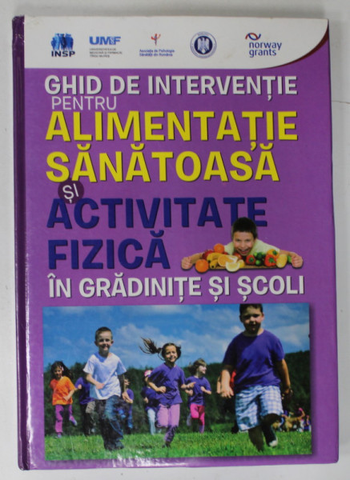 INSP
UMF
norway
grants
GHID DE INTERVENȚIE
PENTRU
ALIMENTAȚIE
SĂNĂTOASĂ
ȘI
ACTIVITATE
FIZICĂ
ÎN GRĂDINIȚE ȘI ȘCOLI